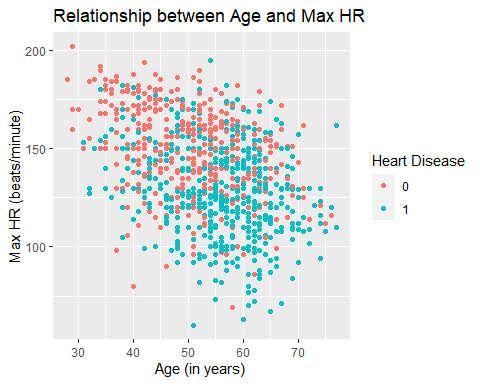 Relationship between Age and Max HR
200
150
100
Max HR (beats/minute)
30 40 50 60 70
Age (in years)
Heart Disease
0
1